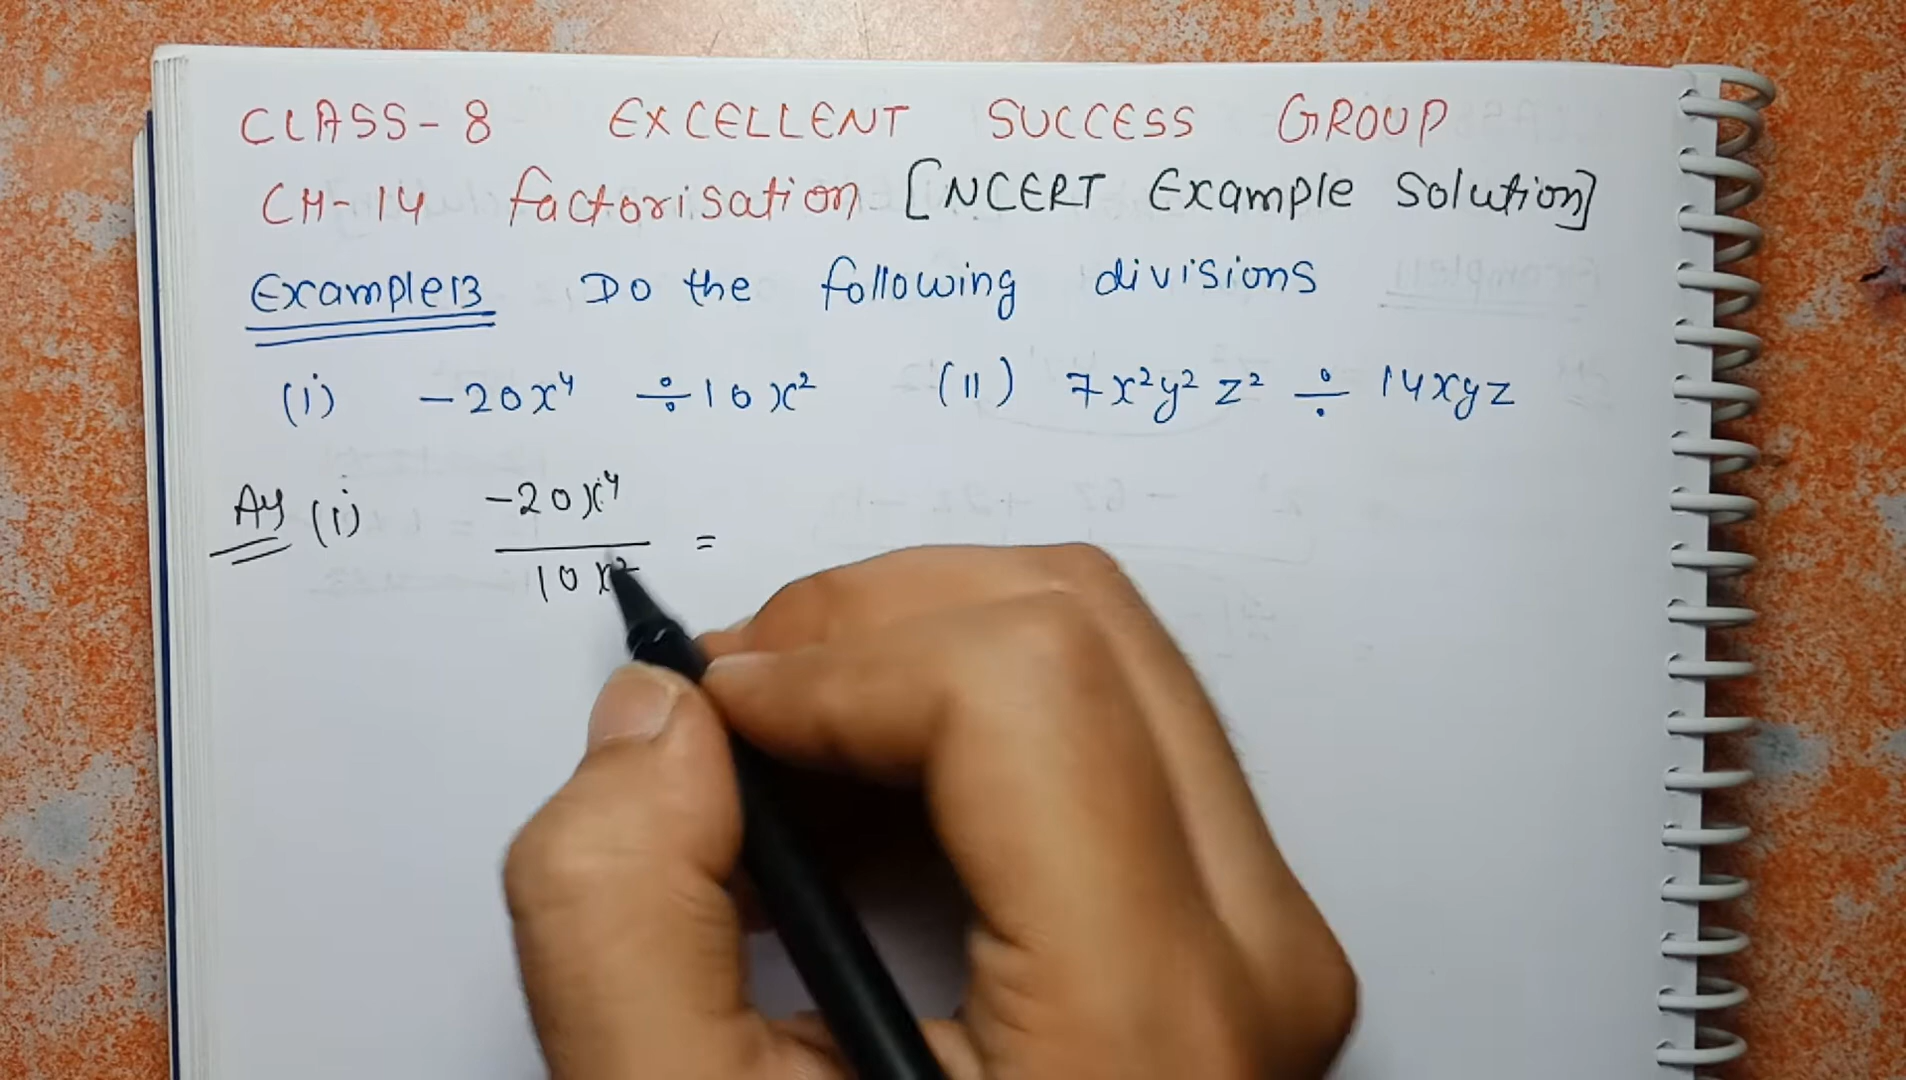 CLASS-8 EXCELLENT SUCCESS GROUP
CH-14 factorisation [NCERT Example Solution]
Example13 Do the following divisions
(i) -20x⁴ ÷ 10x² (II) 7x²y²z² ÷ 14xyz
(i) -20x⁴
=
10x²